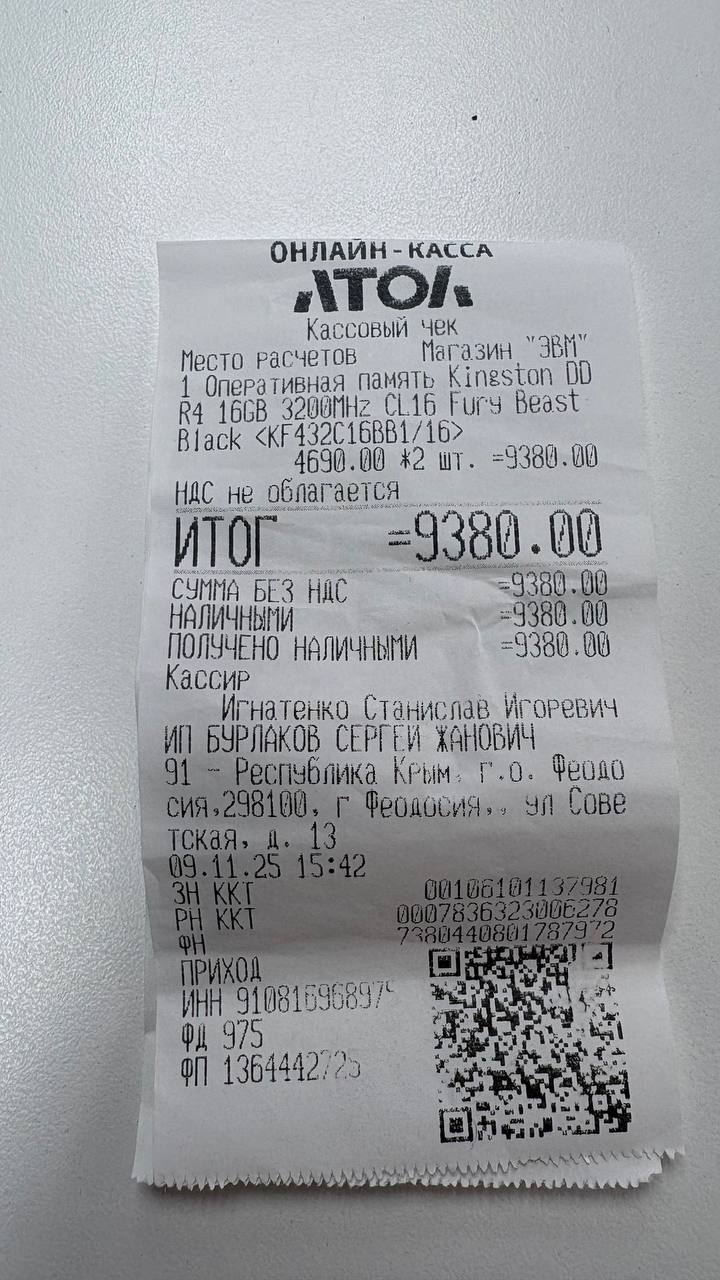 ОНЛАЙН-КАССА
АТОЛ
Кассовый чек
Место расчетов Магазин "ЭВМ"
1 Оперативная память Kingston DD
R4 16GB 3200MHz CL16 Fury Beast
Black <KF432C16BB1/16>
4690.00 *2 шт. =9380.00
НДС не облагается
ИТОГ =9380.00
СУММА БЕЗ НДС =9380.00
НАЛИЧНЫМИ =9380.00
ПОЛУЧЕНО НАЛИЧНЫМИ =9380.00
Кассир
Игнатенко Станислав Игоревич
ИП БУРЛАКОВ СЕРГЕЙ ЖАНОВИЧ
91 - Республика Крым, г.о. Феодо
сия,298100, г Феодосия,, ул Сове
тская, д. 13
09.11.25 15:42
ЗН ККТ 00106101137981
РН ККТ 0007836323006278
ФН 7380440801787972
ПРИХОД
ИНН
ФД 975
ФП